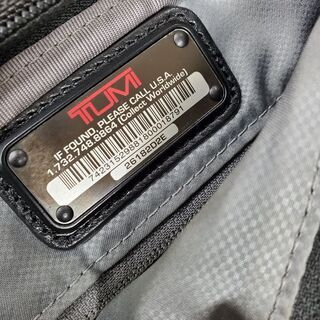 TUMI
IF FOUND, PLEASE CALL U.S.A.
1.732.748.8864 (Collect Worldwide)
26182D2E